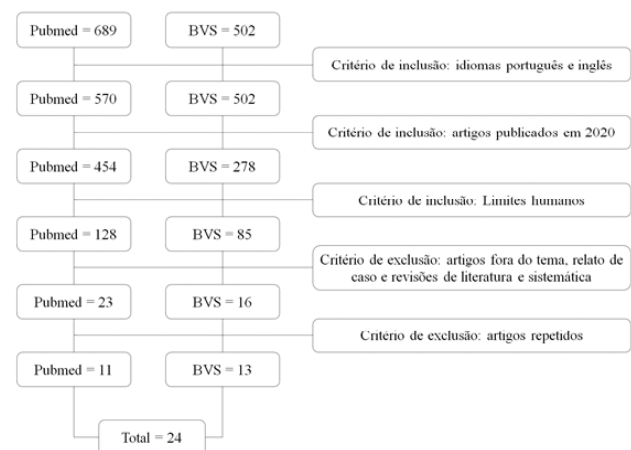 Pubmed = 689
BVS = 502
Critério de inclusão: idiomas português e inglês
Pubmed = 570
BVS = 502
Critério de inclusão: artigos publicados em 2020
Pubmed = 454
BVS = 278
Critério de inclusão. Limites humanos
Pubmed = 128
BVS = 85
Critério de exclusão: artigos fora do tema, relato de
caso e revisões de literatura e sistemática
Pubmed = 23
BVS = 16
Critério de exclusão: artigos repetidos
Pubmed = 11
BVS = 13
Total = 24